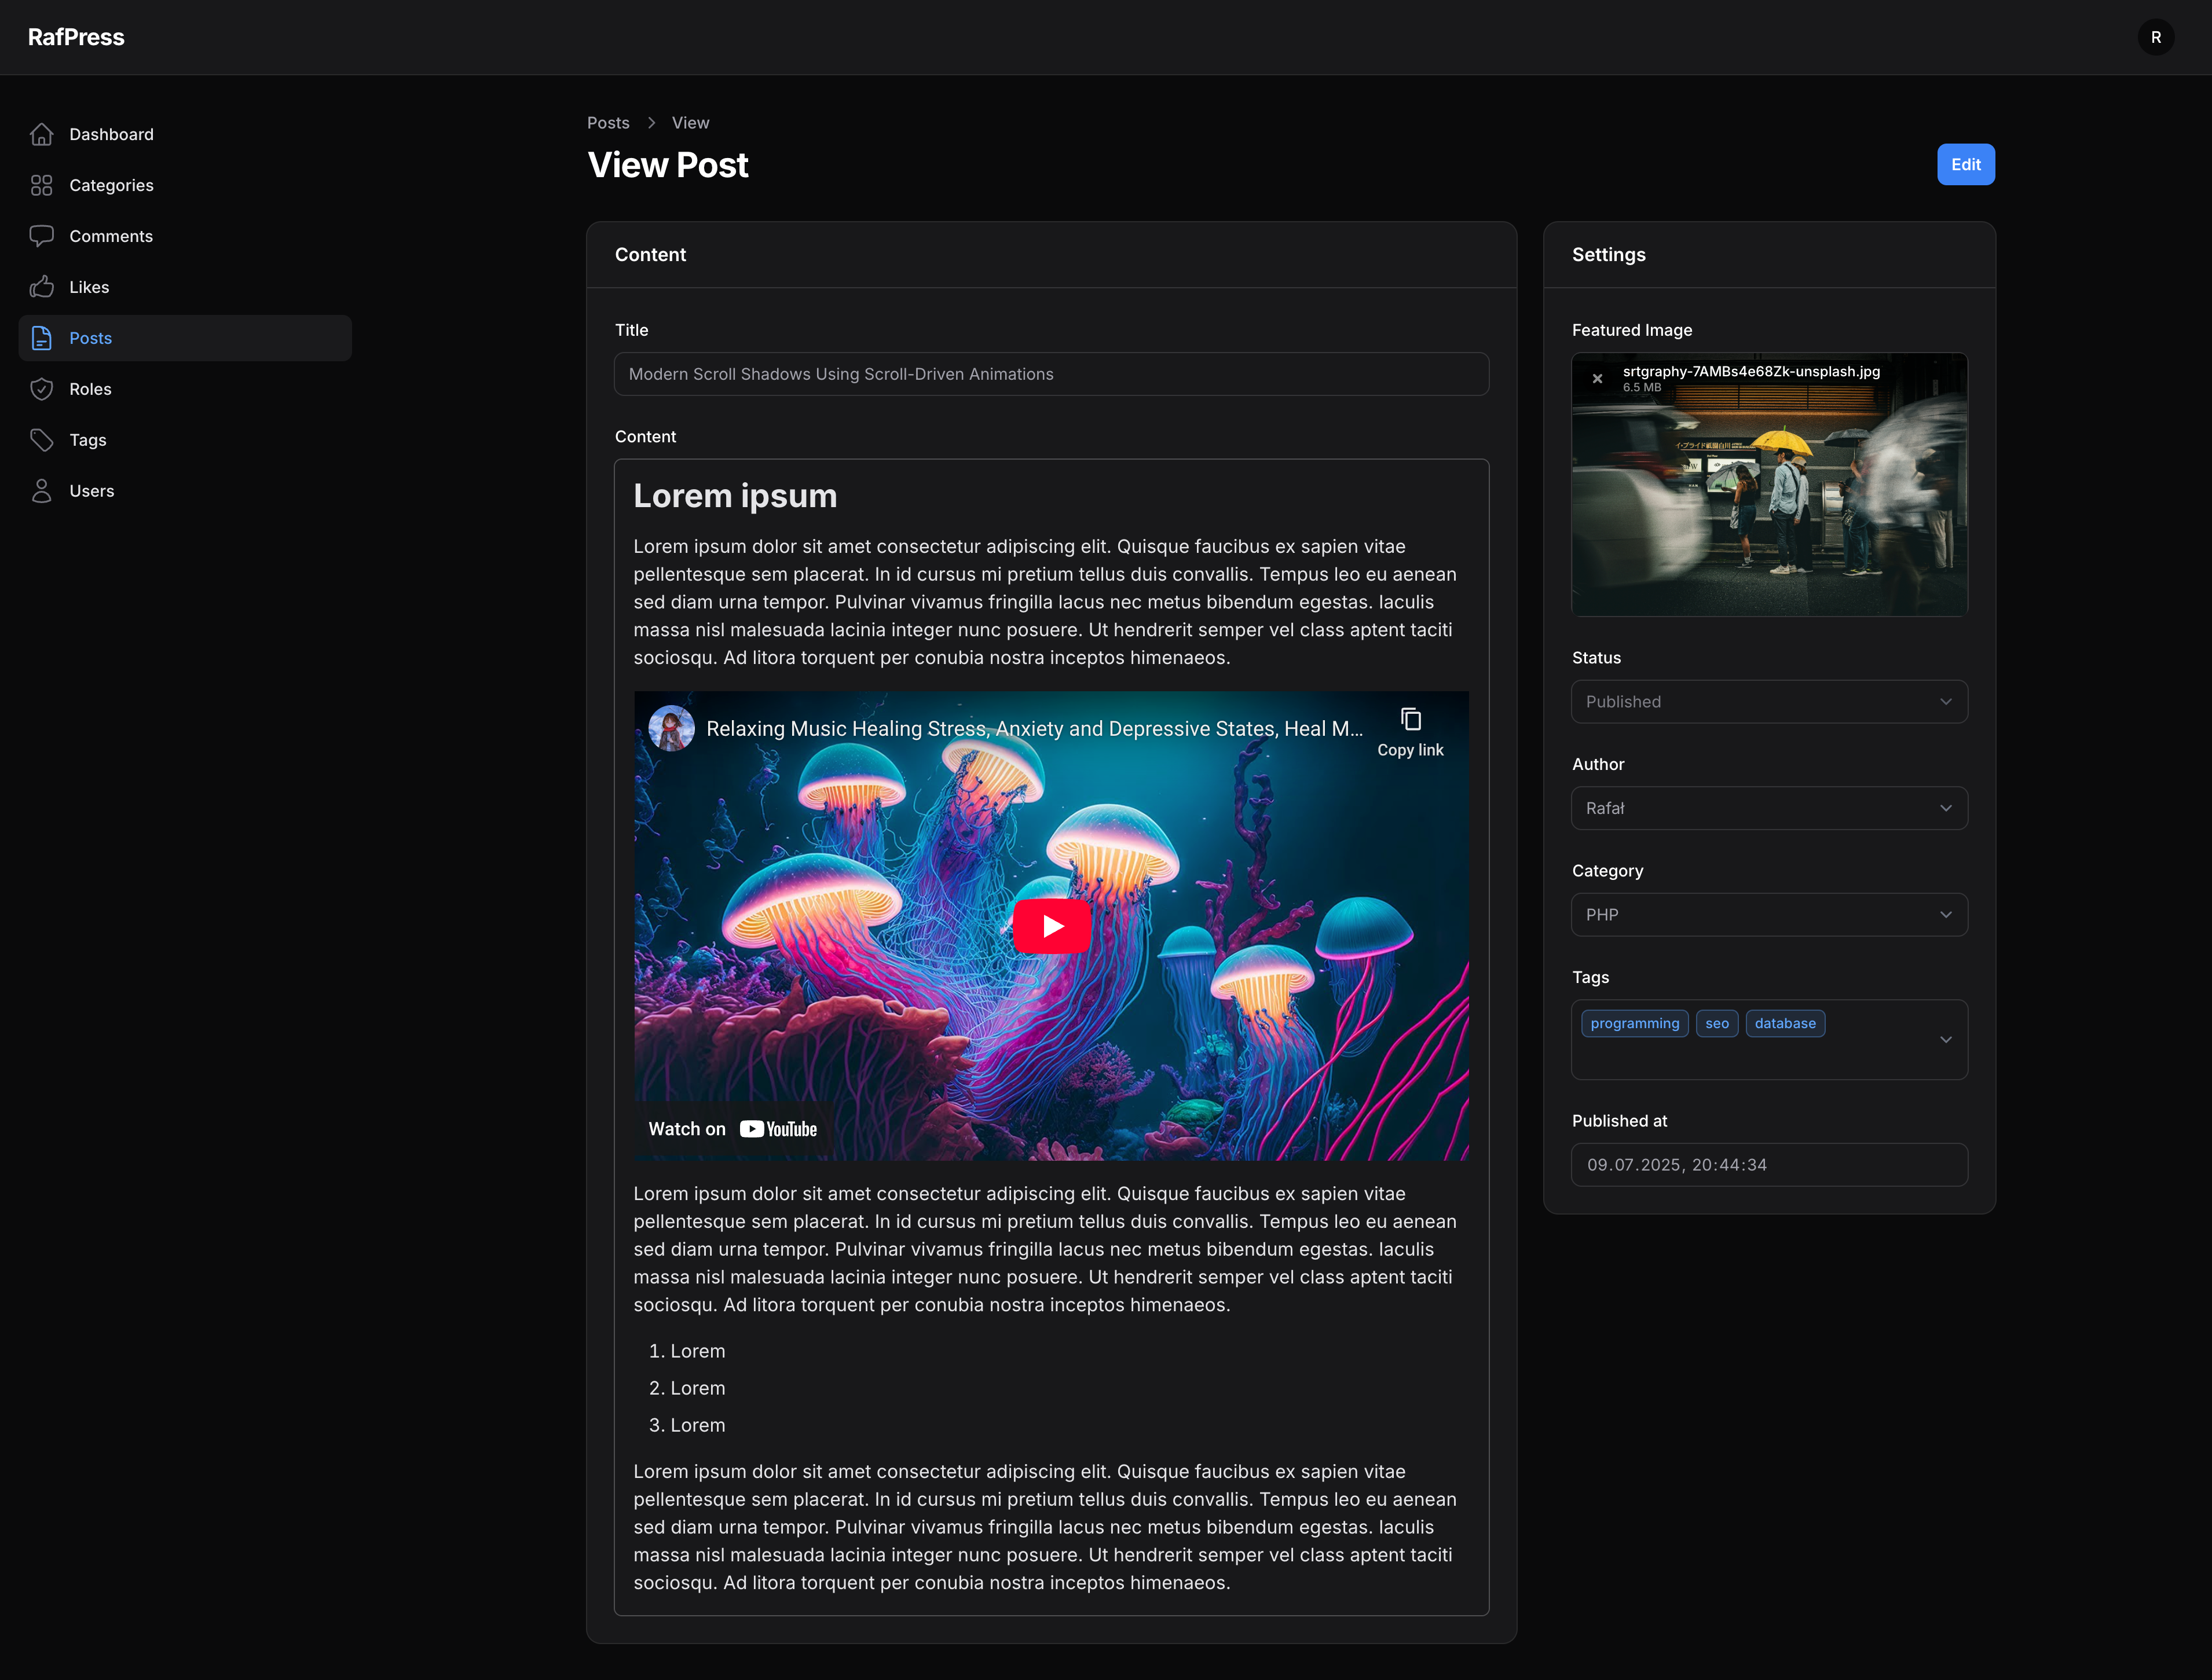 RafPress
R
Dashboard
Categories
Comments
Likes
Posts
Roles
Tags
Users
Posts
View
View Post
Edit
Content
Title
Modern Scroll Shadows Using Scroll-Driven Animations
Content
Lorem ipsum
Lorem ipsum dolor sit amet consectetur adipiscing elit. Quisque faucibus ex sapien vitae
pellentesque sem placerat. In id cursus mi pretium tellus duis convallis. Tempus leo eu aenean
sed diam urna tempor. Pulvinar vivamus fringilla lacus nec metus bibendum egestas. Iaculis
massa nisl malesuada lacinia integer nunc posuere. Ut hendrerit semper vel class aptent taciti
sociosqu. Ad litora torquent per conubia nostra inceptos himenaeos.
Relaxing Music Healing Stress, Anxiety and Depressive States, Heal M...
Copy link
Watch on YouTube
Lorem ipsum dolor sit amet consectetur adipiscing elit. Quisque faucibus ex sapien vitae
pellentesque sem placerat. In id cursus mi pretium tellus duis convallis. Tempus leo eu aenean
sed diam urna tempor. Pulvinar vivamus fringilla lacus nec metus bibendum egestas. Iaculis
massa nisl malesuada lacinia integer nunc posuere. Ut hendrerit semper vel class aptent taciti
sociosqu. Ad litora torquent per conubia nostra inceptos himenaeos.
1. Lorem
2. Lorem
3. Lorem
Lorem ipsum dolor sit amet consectetur adipiscing elit. Quisque faucibus ex sapien vitae
pellentesque sem placerat. In id cursus mi pretium tellus duis convallis. Tempus leo eu aenean
sed diam urna tempor. Pulvinar vivamus fringilla lacus nec metus bibendum egestas. Iaculis
massa nisl malesuada lacinia integer nunc posuere. Ut hendrerit semper vel class aptent taciti
sociosqu. Ad litora torquent per conubia nostra inceptos himenaeos.
Settings
Featured Image
srtgraphy-7AMBs4e68Zk-unsplash.jpg
6.5 MB
Status
Published
Author
Rafał
Category
PHP
Tags
programming
seo
database
Published at
09.07.2025, 20:44:34